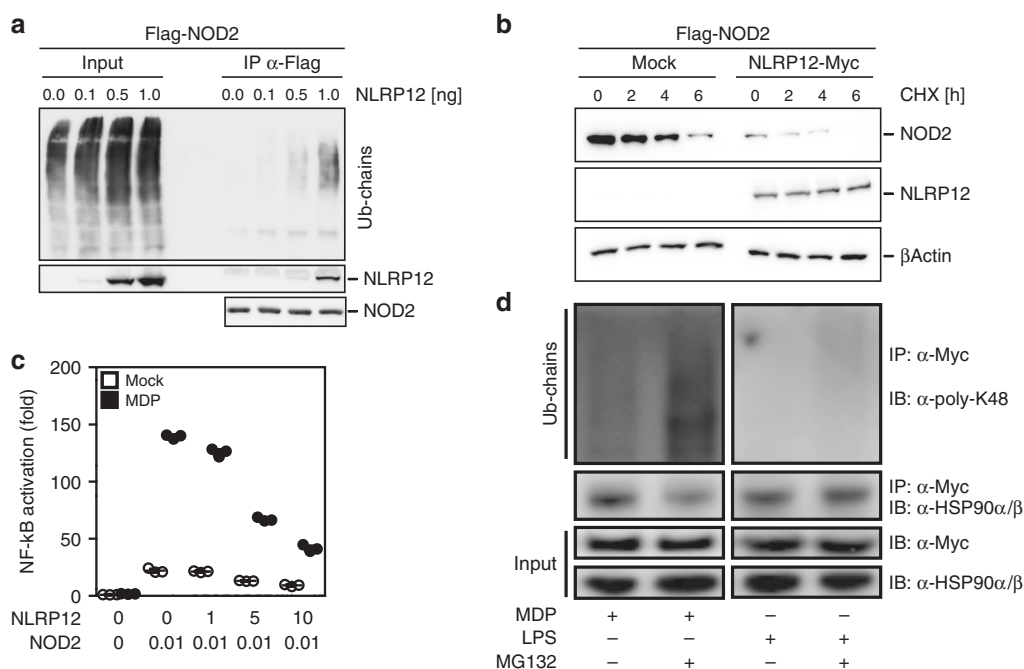 a
Flag-NOD2
Input
IP α-Flag
0.0 0.1 0.5 1.0 0.0 0.1 0.5 1.0 NLRP12 [ng]
Ub-chains
NLRP12
NOD2
b
Flag-NOD2
Mock
NLRP12-Myc
0 2 4 6 0 2 4 6 CHX [h]
NOD2
NLRP12
βActin
c
NF-kB activation (fold)
200
150
100
50
0
Mock
MDP
NLRP12 0 0 1 5 10
NOD2 0 0.01 0.01 0.01 0.01
d
Ub-chains
IP: α-Myc
IB: α-poly-K48
IP: α-Myc
IB: α-HSP90α/β
Input
IB: α-Myc
IB: α-HSP90α/β
MDP + + – –
LPS – – + +
MG132 – + – +